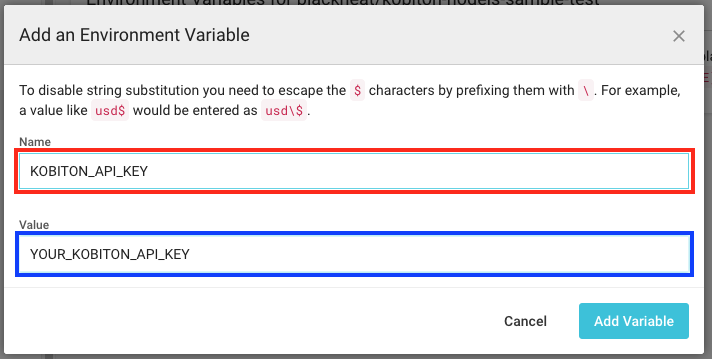 Environment Variables for blackheat/kobiton-nodejs-sample-test
Add an Environment Variable
To disable string substitution you need to escape the $ characters by prefixing them with \. For example,
a value like usd$ would be entered as usd\$.
Name
KOBITON_API_KEY
Value
YOUR_KOBITON_API_KEY
Cancel
Add Variable